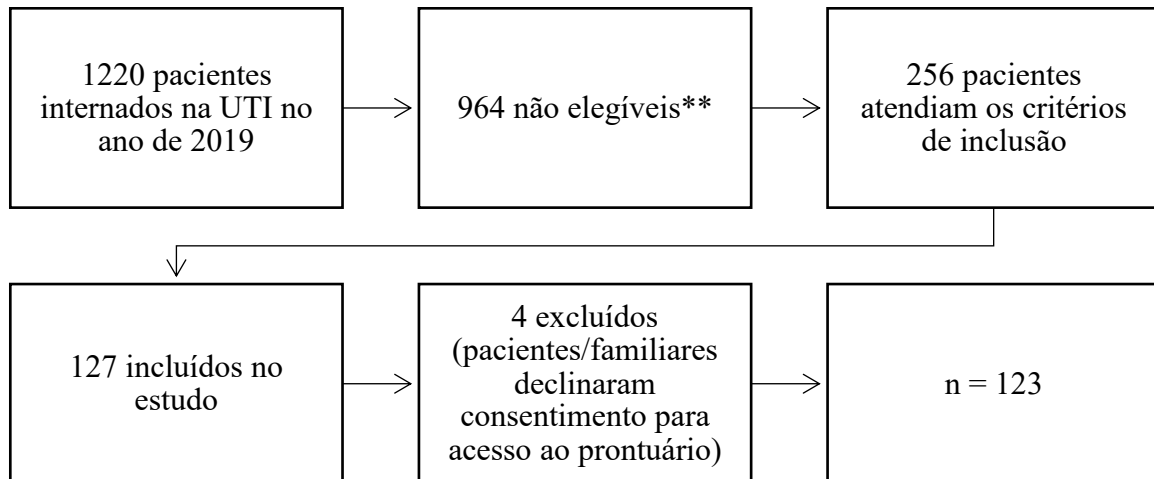 1220 pacientes
internados na UTI no
ano de 2019
964 não elegíveis**
256 pacientes
atendiam os critérios
de inclusão
127 incluídos no
estudo
4 excluídos
(pacientes/familiares
declinaram
consentimento para
acesso ao prontuário)
n = 123